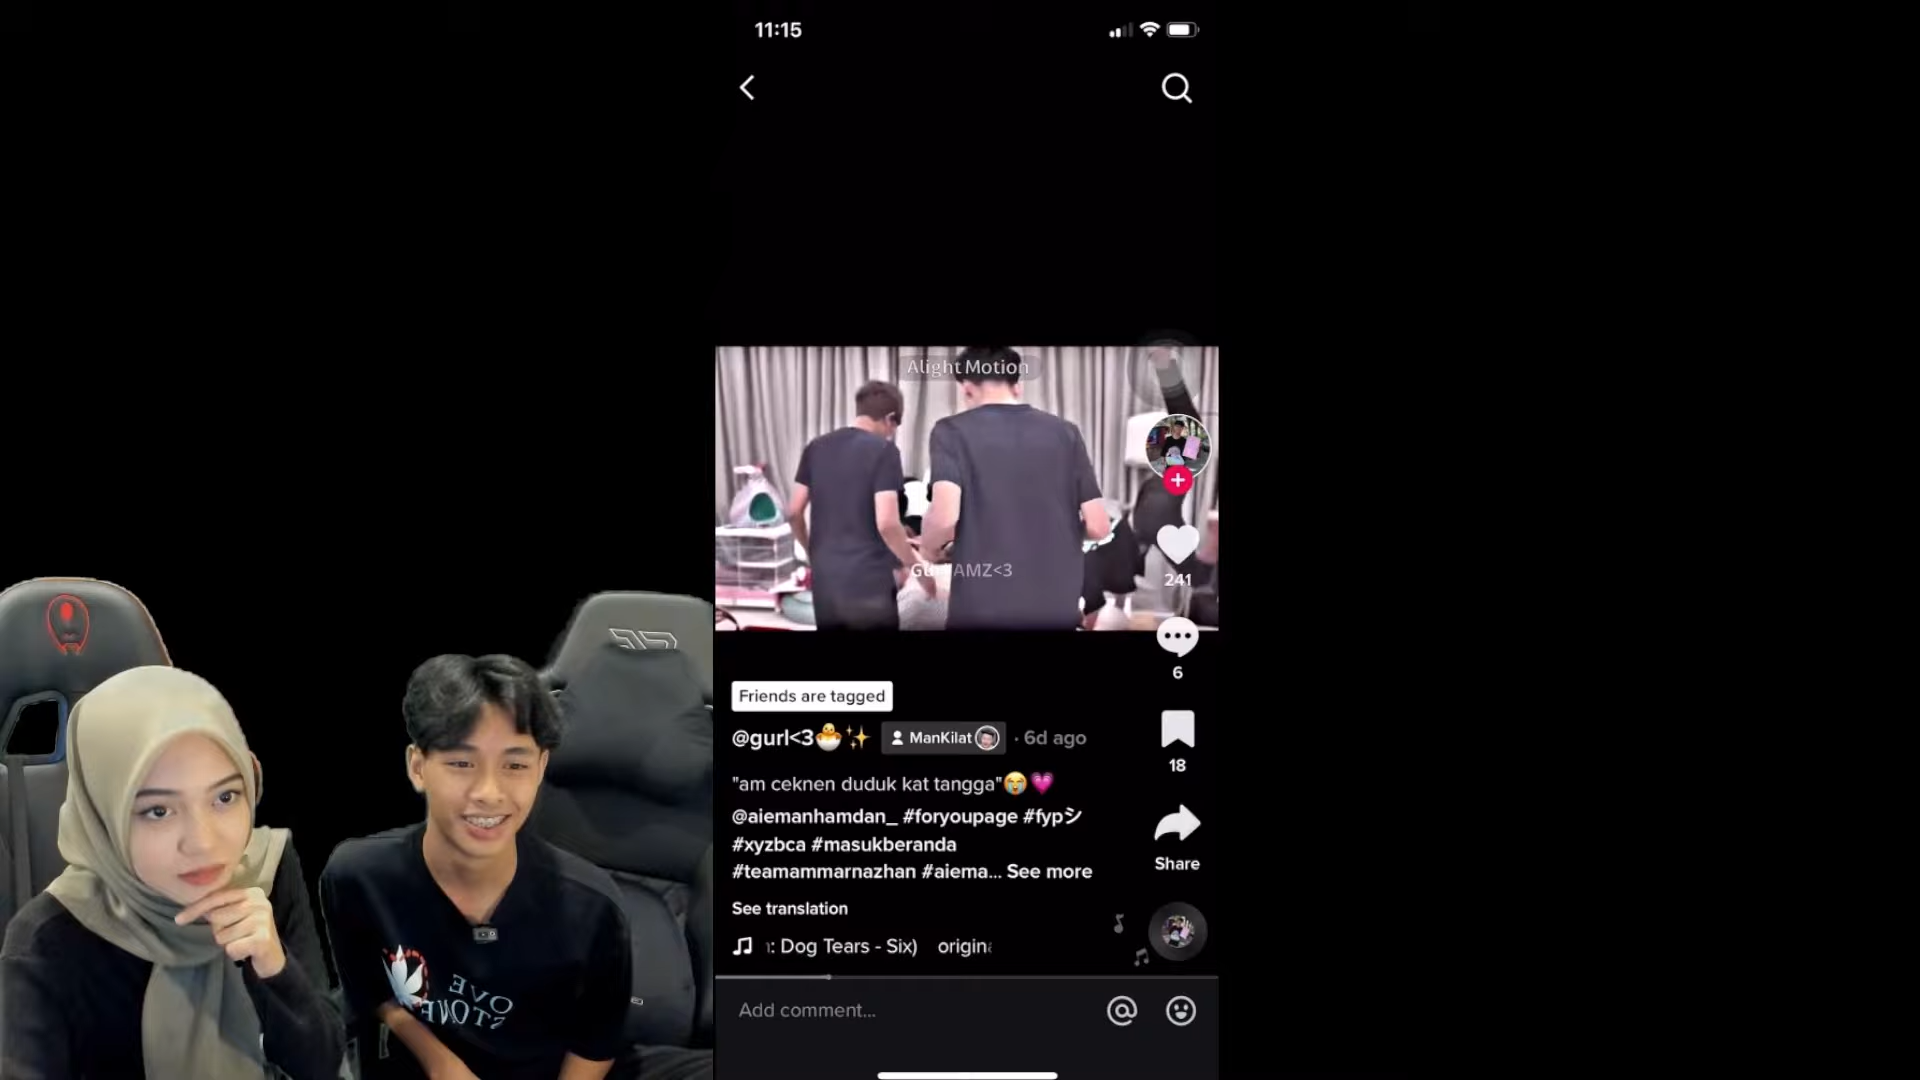 11:15
Alight Motion
AMZ<3
241
6
18
Share
Friends are tagged
@gurl<3🐣✨ ManKilat · 6d ago
"am ceknen duduk kat tangga"😭💗
@aiemanhamdan_ #foryoupage #fypシ
#xyzbca #masukberanda
#teamammarnazhan #aiema... See more
See translation
: Dog Tears - Six) origin
Add comment...